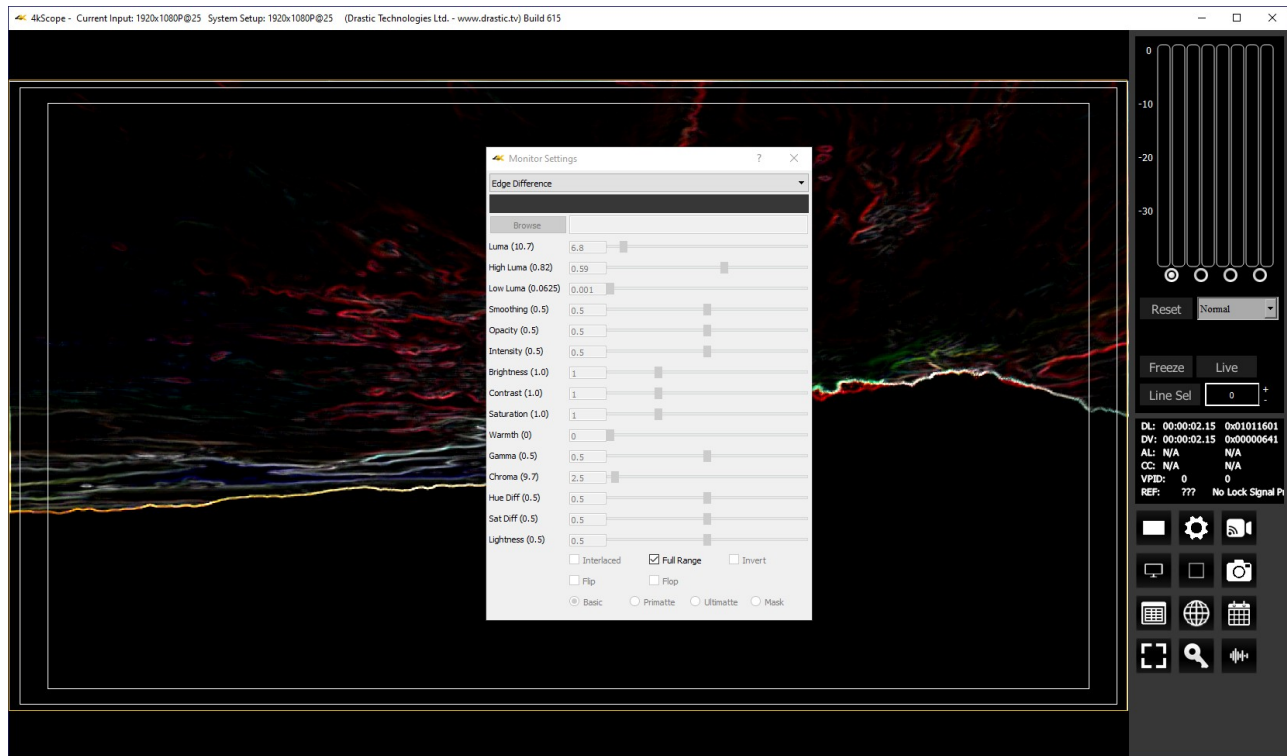 4kScope - Current Input: 1920x1080P@25 System Setup: 1920x1080P@25 (Drastic Technologies Ltd. - www.drastic.tv) Build 615
Monitor Settings ?
Edge Difference
Browse
Luma (10.7) 6.8
High Luma (0.82) 0.59
Low Luma (0.0625) 0.001
Smoothing (0.5) 0.5
Opacity (0.5) 0.5
Intensity (0.5) 0.5
Brightness (1.0) 1
Contrast (1.0) 1
Saturation (1.0) 1
Warmth (0) 0
Gamma (0.5) 0.5
Chroma (9.7) 2.5
Hue Diff (0.5) 0.5
Sat Diff (0.5) 0.5
Lightness (0.5) 0.5
Interlaced Full Range Invert
Flip Flop
Basic Primatte Ultimatte Mask
0
-10
-20
-30
Reset Normal
Freeze Live
Line Sel 0 + -
DL: 00:00:02.15 0x01011601
DV: 00:00:02.15 0x00000641
AL: N/A N/A
CC: N/A N/A
VPID: 0 0
REF: ??? No Lock Signal Pr